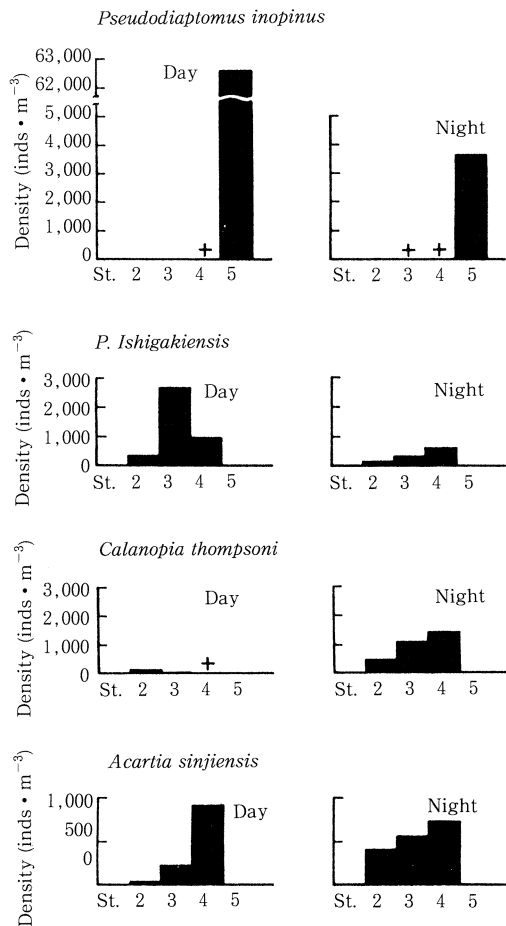 Pseudodiaptomus inopinus
Density (inds • m⁻³)
63,000
62,000
5,000
4,000
3,000
2,000
1,000
0
Day
+
St. 2 3 4 5
Night
+ +
St. 2 3 4 5
P. Ishigakiensis
Density (inds • m⁻³)
3,000
2,000
1,000
0
Day
St. 2 3 4 5
Night
St. 2 3 4 5
Calanopia thompsoni
Density (inds • m⁻³)
3,000
2,000
1,000
0
Day
+
St. 2 3 4 5
Night
St. 2 3 4 5
Acartia sinjiensis
Density (inds • m⁻³)
1,000
500
0
Day
St. 2 3 4 5
Night
St. 2 3 4 5